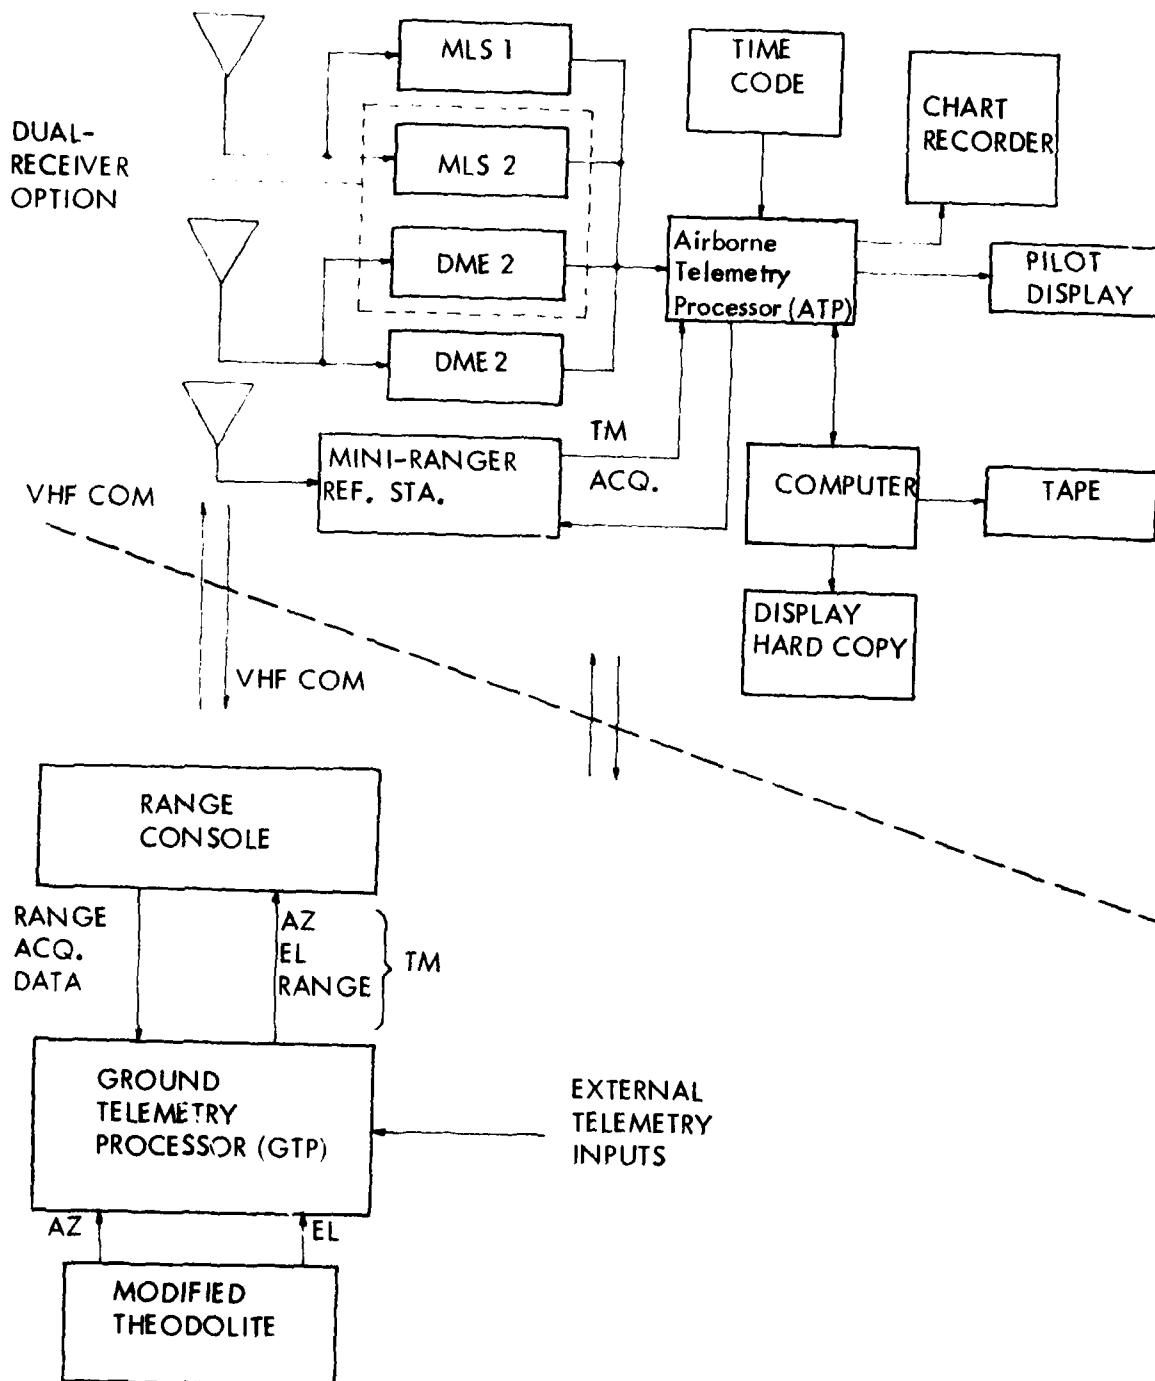 DUAL-
RECEIVER
OPTION
MLS 1
MLS 2
DME 2
DME 2
TIME
CODE
CHART
RECORDER
Airborne
Telemetry
Processor (ATP)
PILOT
DISPLAY
MINI-RANGER
REF. STA.
TM
ACQ.
COMPUTER
TAPE
DISPLAY
HARD COPY
VHF COM
VHF COM
RANGE
CONSOLE
RANGE
ACQ.
DATA
AZ
EL
RANGE
TM
GROUND
TELEMETRY
PROCESSOR (GTP)
EXTERNAL
TELEMETRY
INPUTS
AZ
EL
MODIFIED
THEODOLITE